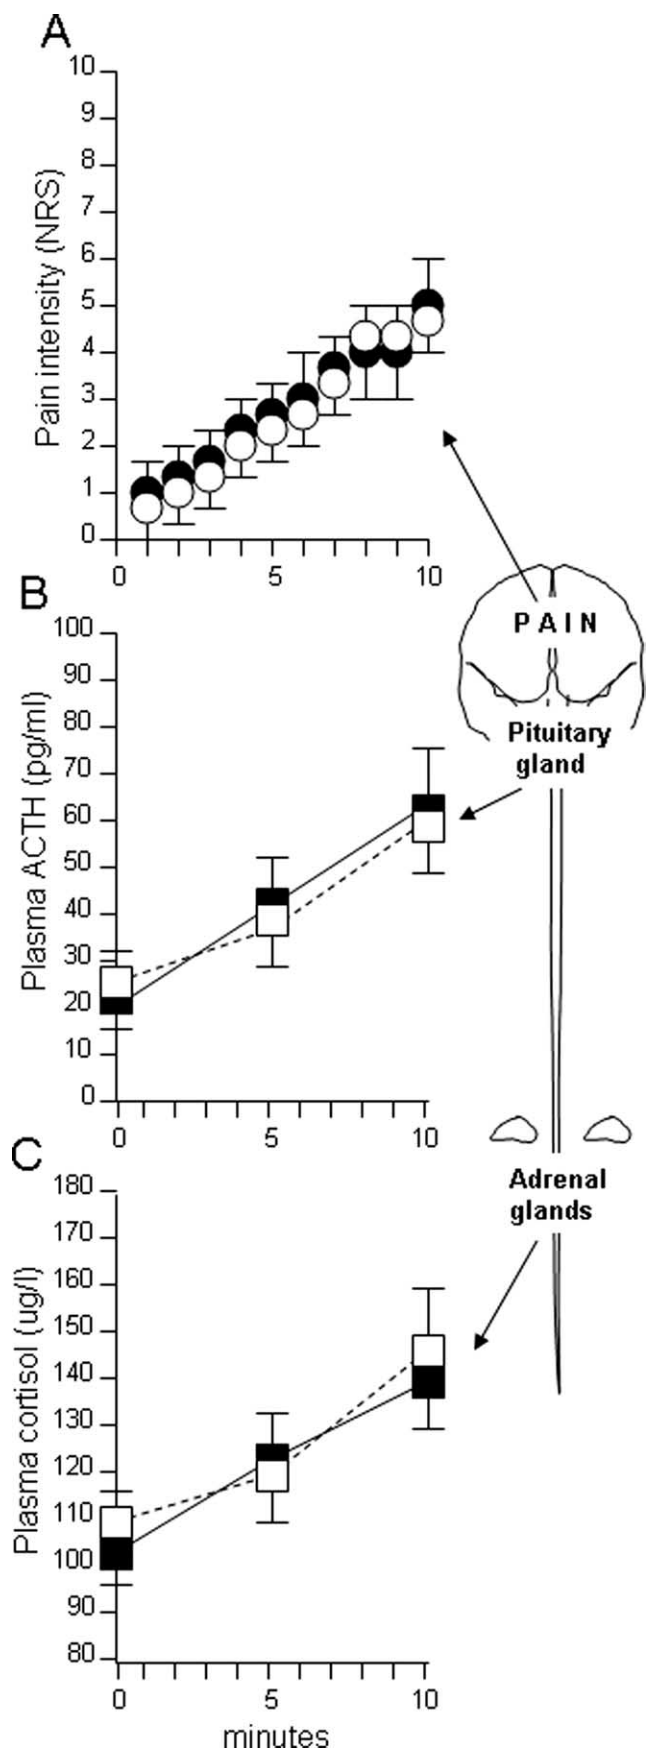 A
Pain intensity (NRS)
10
9
8
7
6
5
4
3
2
1
0
0 5 10
B
Plasma ACTH (pg/ml)
100
90
80
70
60
50
40
30
20
10
0
0 5 10
PAIN
Pituitary
gland
C
Plasma cortisol (ug/l)
180
170
160
150
140
130
120
110
100
90
80
0 5 10
minutes
Adrenal
glands